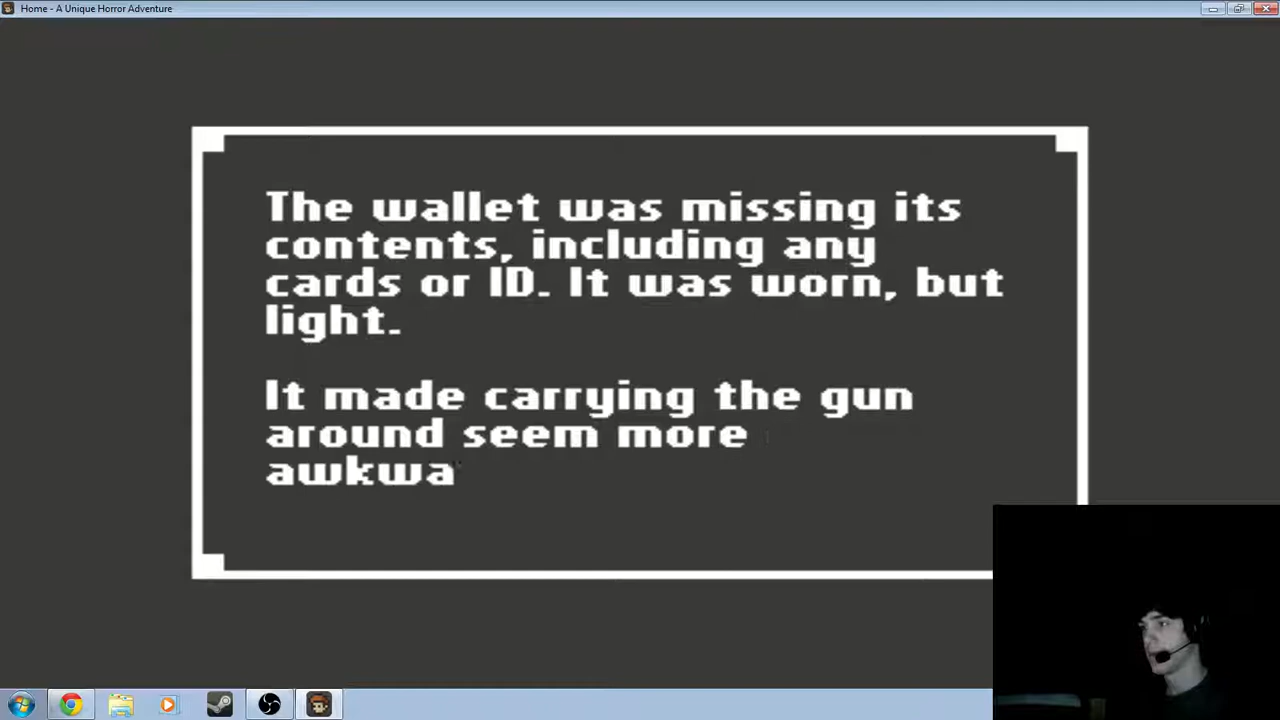 Home - A Unique Horror Adventure
The wallet was missing its
contents, including any
cards or ID. It was worn, but
light.
It made carrying the gun
around seem more
awkwa